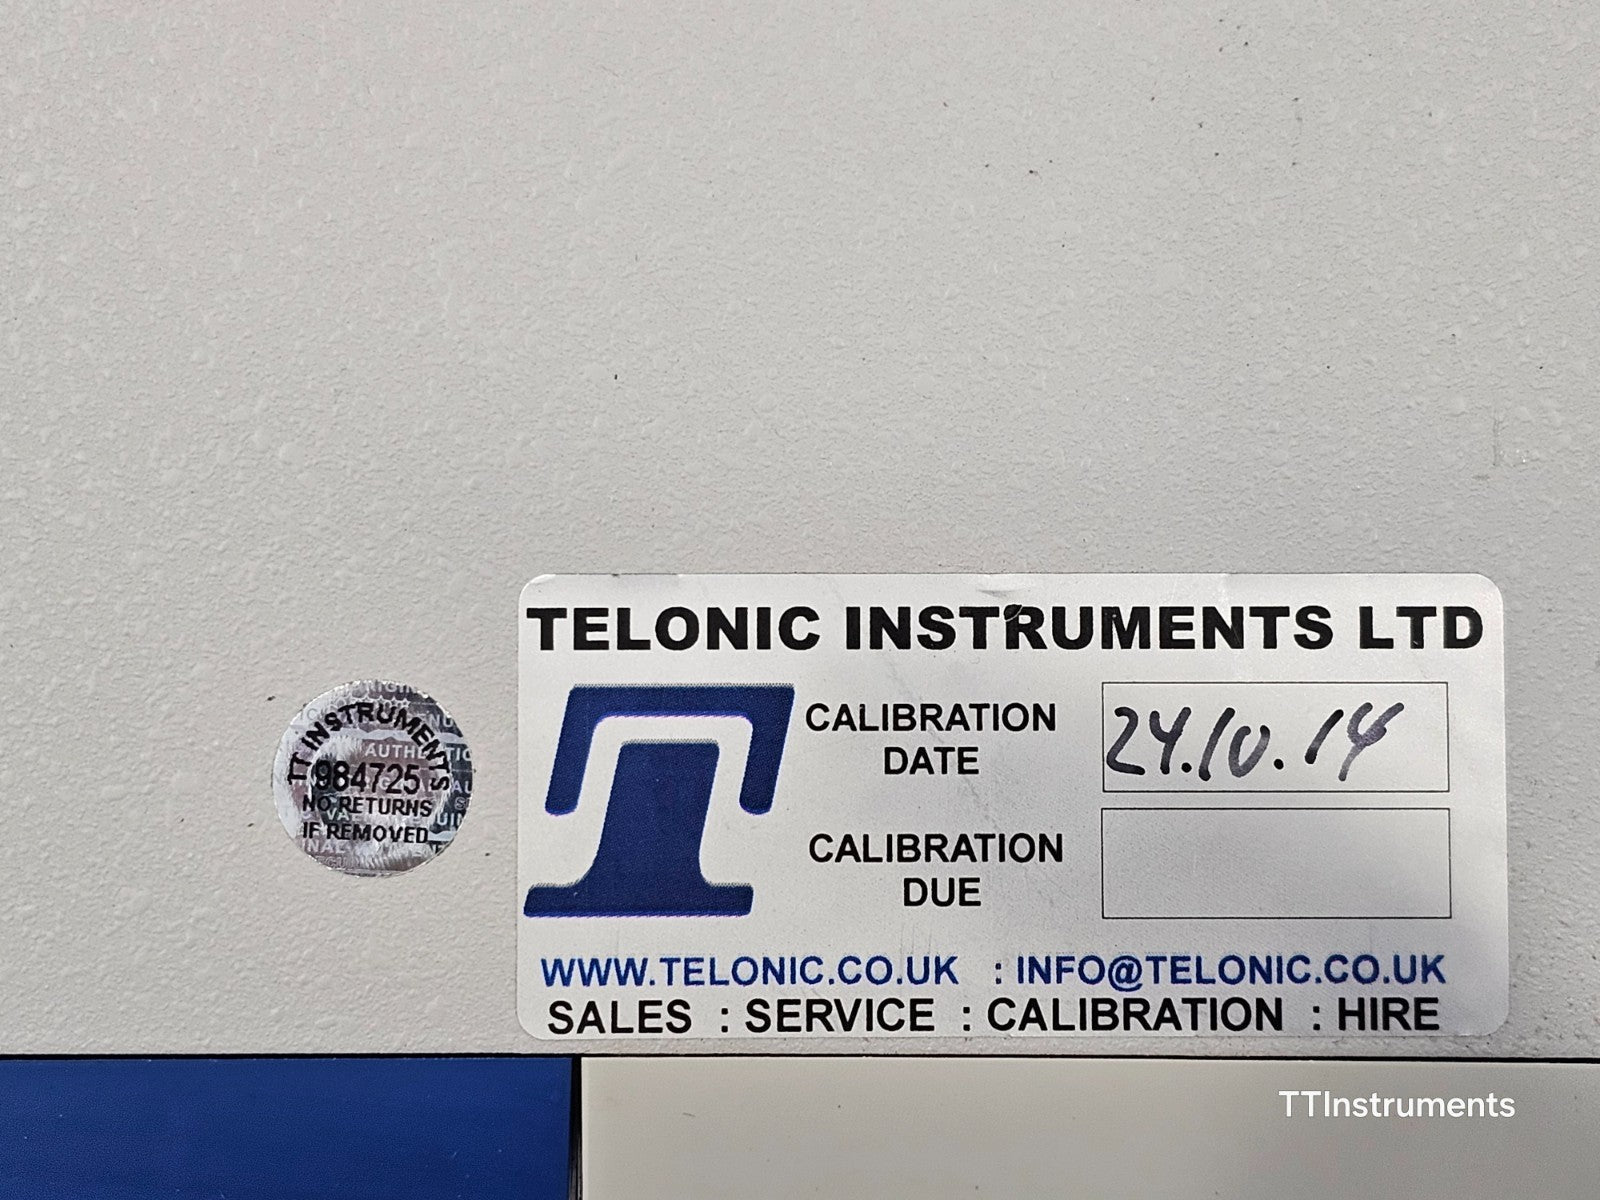 TELONIC INSTRUMENTS LTD
CALIBRATION
DATE
24.10.14
CALIBRATION
DUE
WWW.TELONIC.CO.UK : INFO@TELONIC.CO.UK
SALES : SERVICE : CALIBRATION : HIRE
TT INSTRUMENTS
984725
NO RETURNS
IF REMOVED
TTInstruments